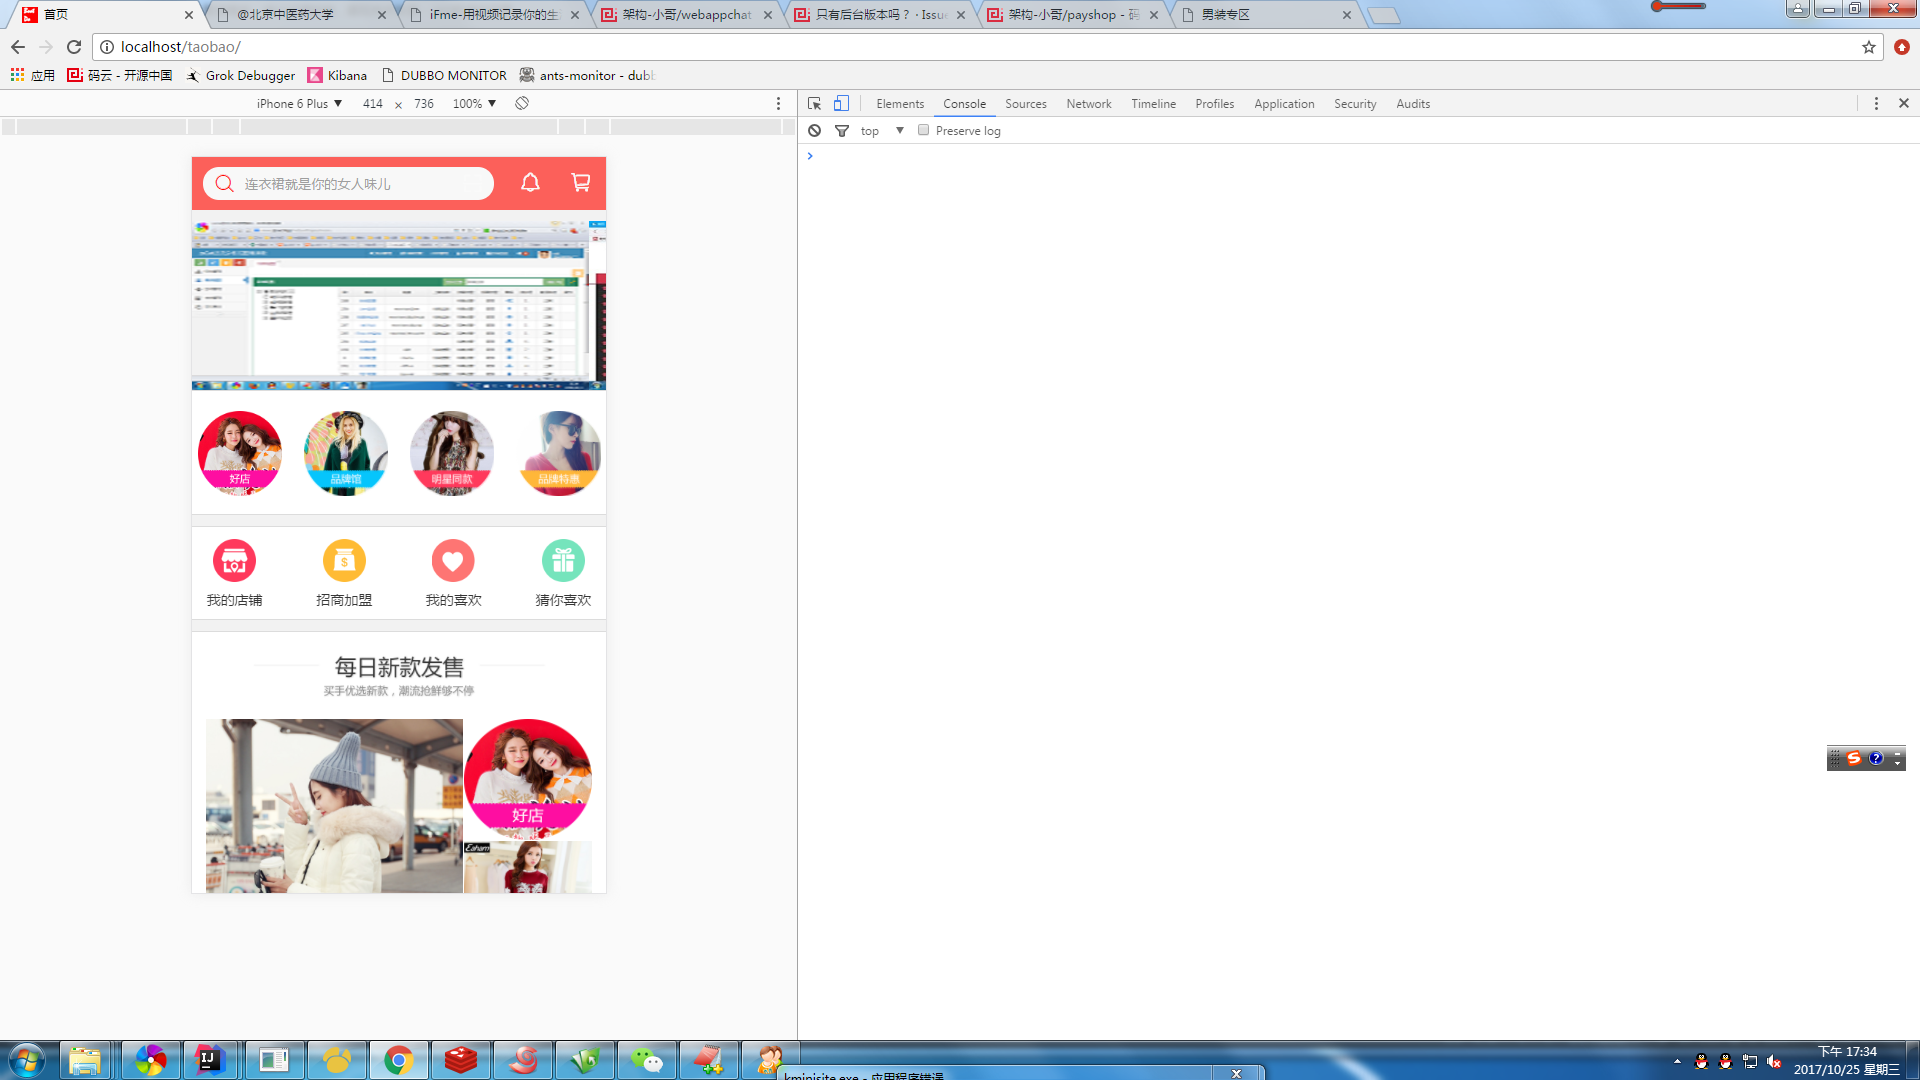 首页
@北京中医药大学
iFme-用视频记录你的生
架构-小哥/webappchat
只有后台版本吗？ · Issue
架构-小哥/payshop - 码
男装专区
localhost/taobao/
应用
码云 - 开源中国
Grok Debugger
Kibana
DUBBO MONITOR
ants-monitor - dubb
iPhone 6 Plus ▼
414 × 736
100% ▼
Elements
Console
Sources
Network
Timeline
Profiles
Application
Security
Audits
top ▼
Preserve log
连衣裙就是你的女人味儿
好店
品牌馆
明星同款
品牌特惠
我的店铺
招商加盟
我的喜欢
猜你喜欢
每日新款发售
买手优选新款，潮流抢鲜够不停
好店
Eaham
kminisite.exe - 应用程序错误
下午 17:34
2017/10/25 星期三